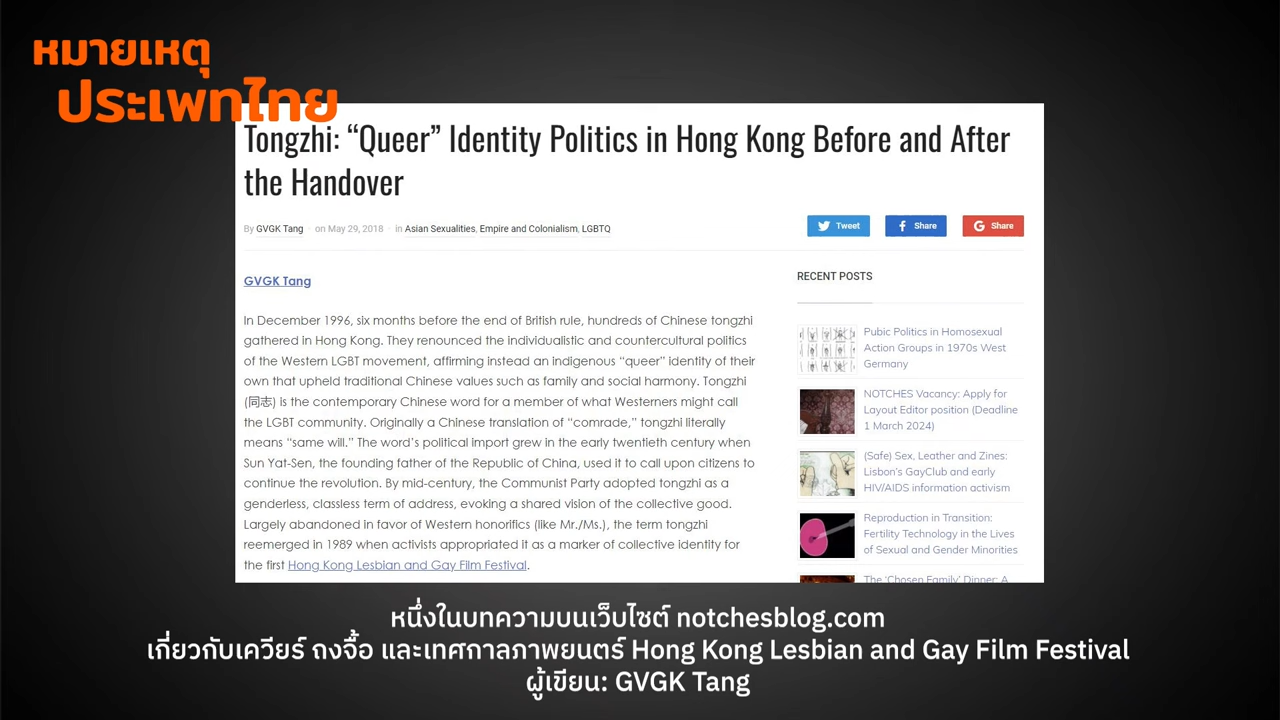 หมายเหตุ
ประเพทไทย
Tongzhi: “Queer” Identity Politics in Hong Kong Before and After
the Handover
By GVGK Tang · on May 29, 2018 · in Asian Sexualities, Empire and Colonialism, LGBTQ
Tweet
Share
Share
GVGK Tang
In December 1996, six months before the end of British rule, hundreds of Chinese tongzhi
gathered in Hong Kong. They renounced the individualistic and countercultural politics
of the Western LGBT movement, affirming instead an indigenous “queer” identity of their
own that upheld traditional Chinese values such as family and social harmony. Tongzhi
(同志) is the contemporary Chinese word for a member of what Westerners might call
the LGBT community. Originally a Chinese translation of “comrade,” tongzhi literally
means “same will.” The word’s political import grew in the early twentieth century when
Sun Yat-Sen, the founding father of the Republic of China, used it to call upon citizens to
continue the revolution. By mid-century, the Communist Party adopted tongzhi as a
genderless, classless term of address, evoking a shared vision of the collective good.
Largely abandoned in favor of Western honorifics (like Mr./Ms.), the term tongzhi
reemerged in 1989 when activists appropriated it as a marker of collective identity for
the first Hong Kong Lesbian and Gay Film Festival.
RECENT POSTS
Pubic Politics in Homosexual
Action Groups in 1970s West
Germany
NOTCHES Vacancy: Apply for
Layout Editor position (Deadline
1 March 2024)
(Safe) Sex, Leather and Zines:
Lisbon’s GayClub and early
HIV/AIDS information activism
Reproduction in Transition:
Fertility Technology in the Lives
of Sexual and Gender Minorities
The ‘Chosen Family’ Dinner: A
หนึ่งในบทความบนเว็บไซต์ notchesblog.com
เกี่ยวกับเควียร์ ถงจื้อ และเทศกาลภาพยนตร์ Hong Kong Lesbian and Gay Film Festival
ผู้เขียน: GVGK Tang